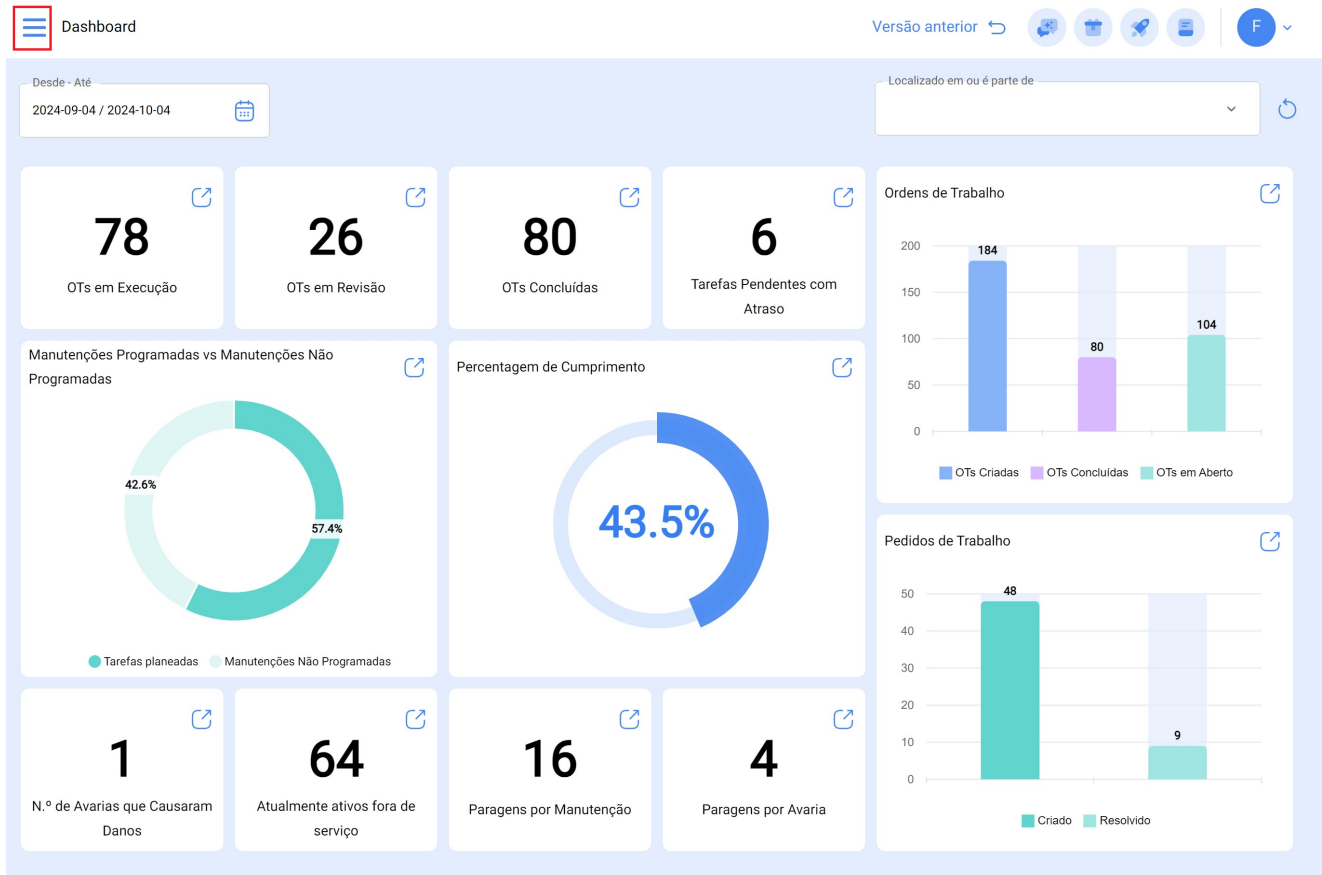 Dashboard
Versão anterior
F
Desde - Até
2024-09-04 / 2024-10-04
Localizado em ou é parte de
78
OTs em Execução
26
OTs em Revisão
80
OTs Concluídas
6
Tarefas Pendentes com
Atraso
Ordens de Trabalho
200
150
100
50
0
184
80
104
OTs Criadas
OTs Concluídas
OTs em Aberto
Manutenções Programadas vs Manutenções Não
Programadas
42.6%
57.4%
Tarefas planeadas
Manutenções Não Programadas
Percentagem de Cumprimento
43.5%
Pedidos de Trabalho
50
40
30
20
10
0
48
9
Criado
Resolvido
1
N.º de Avarias que Causaram
Danos
64
Atualmente ativos fora de
serviço
16
Paragens por Manutenção
4
Paragens por Avaria